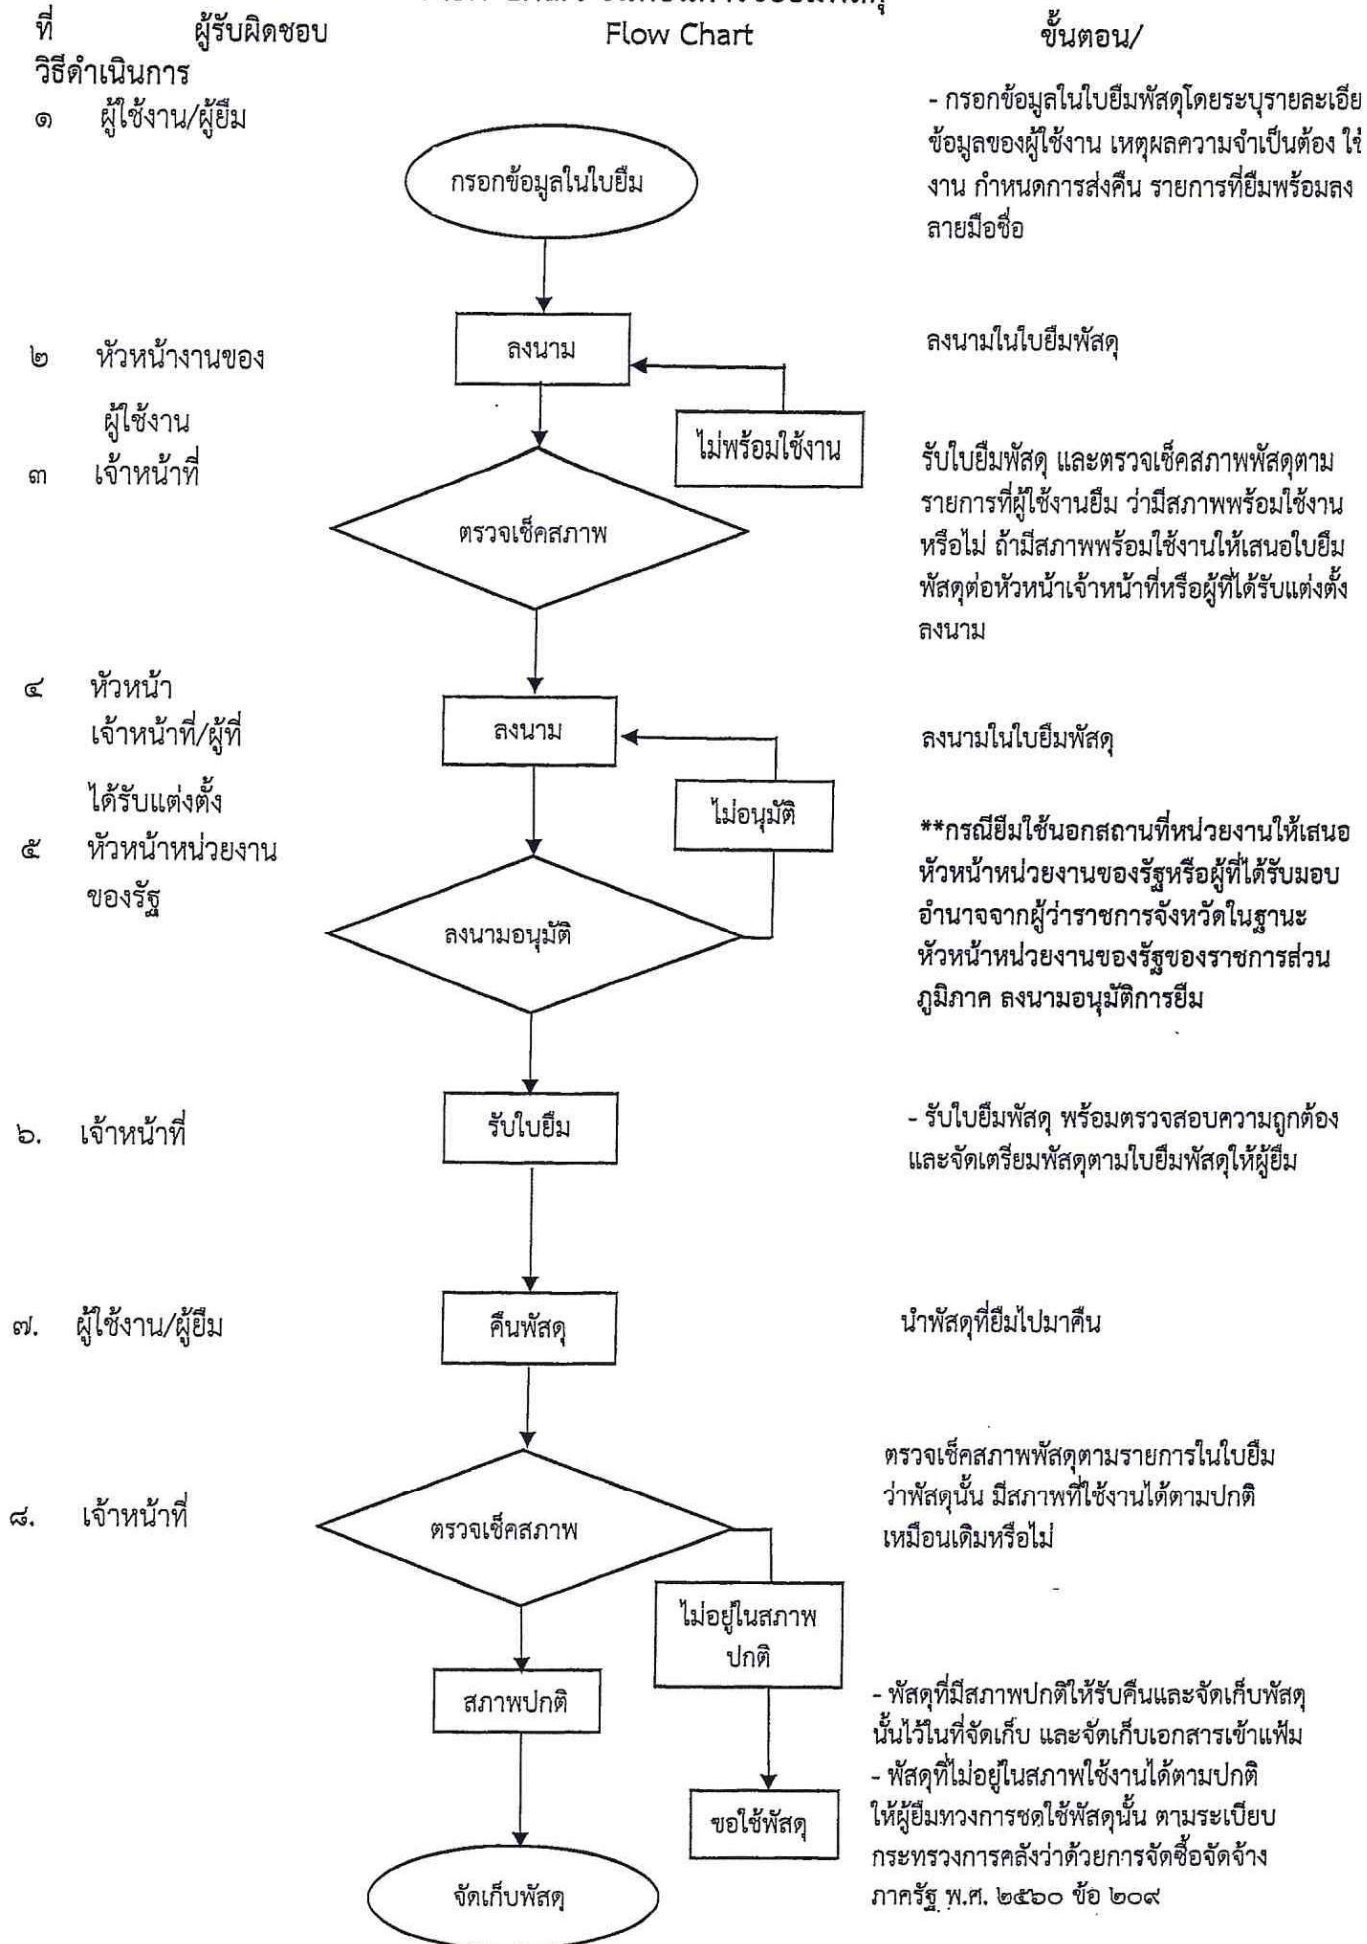 ที่ ผู้รับผิดชอบ Flow Chart ขั้นตอน/
วิธีดำเนินการ
๑ ผู้ใช้งาน/ผู้ยืม
กรอกข้อมูลในใบยืม
- กรอกข้อมูลในใบยืมพัสดุโดยระบุรายละเอีย
ข้อมูลของผู้ใช้งาน เหตุผลความจำเป็นต้อง ใช้
งาน กำหนดการส่งคืน รายการที่ยืมพร้อมลง
ลายมือชื่อ
๒ หัวหน้างานของ
ผู้ใช้งาน
ลงนาม
ลงนามในใบยืมพัสดุ
ไม่พร้อมใช้งาน
๓ เจ้าหน้าที่
ตรวจเช็คสภาพ
รับใบยืมพัสดุ และตรวจเช็คสภาพพัสดุตาม
รายการที่ผู้ใช้งานยืม ว่ามีสภาพพร้อมใช้งาน
หรือไม่ ถ้ามีสภาพพร้อมใช้งานให้เสนอใบยืม
พัสดุต่อหัวหน้าเจ้าหน้าที่หรือผู้ที่ได้รับแต่งตั้ง
ลงนาม
๔ หัวหน้า
เจ้าหน้าที่/ผู้ที่
ได้รับแต่งตั้ง
ลงนาม
ลงนามในใบยืมพัสดุ
ไม่อนุมัติ
๕ หัวหน้าหน่วยงาน
ของรัฐ
ลงนามอนุมัติ
**กรณียืมใช้นอกสถานที่หน่วยงานให้เสนอ
หัวหน้าหน่วยงานของรัฐหรือผู้ที่ได้รับมอบ
อำนาจจากผู้ว่าราชการจังหวัดในฐานะ
หัวหน้าหน่วยงานของรัฐของราชการส่วน
ภูมิภาค ลงนามอนุมัติการยืม
๖. เจ้าหน้าที่
รับใบยืม
- รับใบยืมพัสดุ พร้อมตรวจสอบความถูกต้อง
และจัดเตรียมพัสดุตามใบยืมพัสดุให้ผู้ยืม
๗. ผู้ใช้งาน/ผู้ยืม
คืนพัสดุ
นำพัสดุที่ยืมไปมาคืน
๘. เจ้าหน้าที่
ตรวจเช็คสภาพ
ตรวจเช็คสภาพพัสดุตามรายการในใบยืม
ว่าพัสดุนั้น มีสภาพที่ใช้งานได้ตามปกติ
เหมือนเดิมหรือไม่
ไม่อยู่ในสภาพ
ปกติ
สภาพปกติ
ขอใช้พัสดุ
จัดเก็บพัสดุ
- พัสดุที่มีสภาพปกติให้รับคืนและจัดเก็บพัสดุ
นั้นไว้ในที่จัดเก็บ และจัดเก็บเอกสารเข้าแฟ้ม
- พัสดุที่ไม่อยู่ในสภาพใช้งานได้ตามปกติ
ให้ผู้ยืมทวงการชดใช้พัสดุนั้น ตามระเบียบ
กระทรวงการคลังว่าด้วยการจัดซื้อจัดจ้าง
ภาครัฐ พ.ศ. ๒๕๖๐ ข้อ ๒๐๙